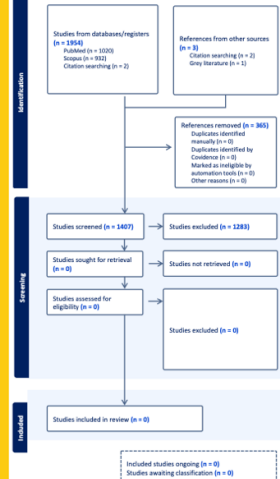 Identification
Studies from databases/registers
(n = 1954)
PubMed (n = 1020)
Scopus (n = 932)
Citation searching (n = 2)
References from other sources
(n = 3)
Citation searching (n = 2)
Grey literature (n = 1)
References removed (n = 365)
Duplicates identified
manually (n = 0)
Duplicates identified by
Covidence (n = 0)
Marked as ineligible by
automation tools (n = 0)
Other reasons (n = 0)
Screening
Studies screened (n = 1407)
Studies excluded (n = 1283)
Studies sought for retrieval
(n = 0)
Studies not retrieved (n = 0)
Studies assessed for
eligibility (n = 0)
Studies excluded (n = 0)
Included
Studies included in review (n = 0)
Included studies ongoing (n = 0)
Studies awaiting classification (n = 0)